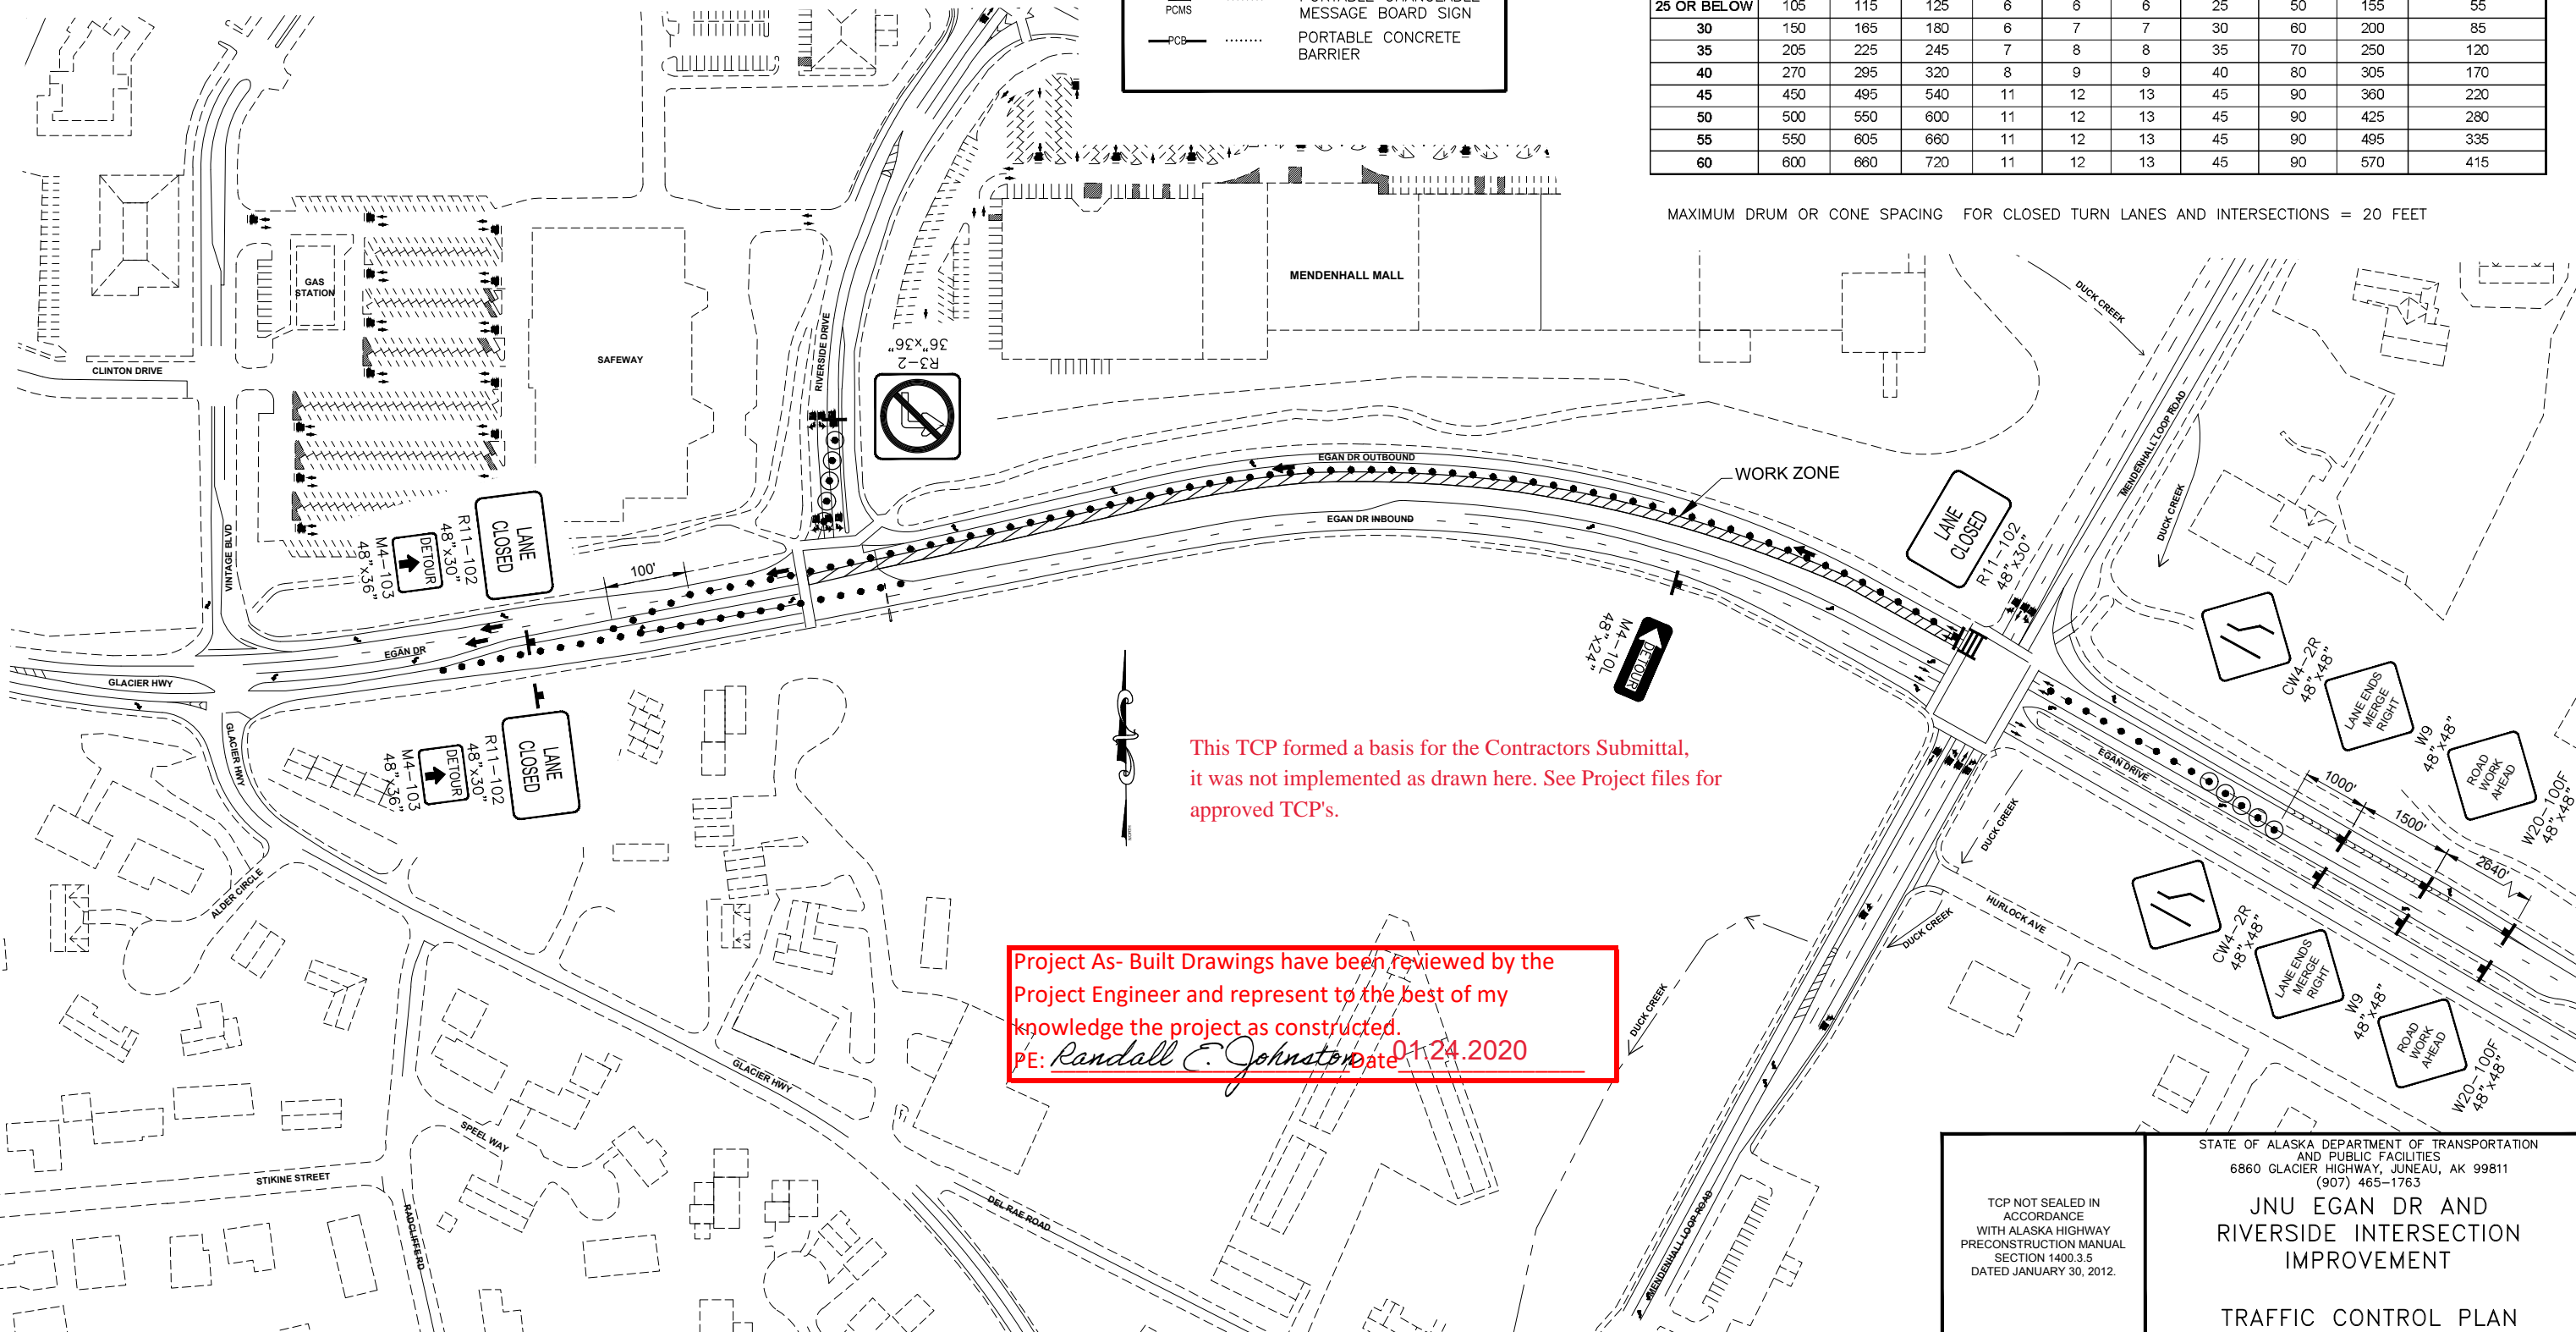 PCMS
PORTABLE CHANGEABLE
MESSAGE BOARD SIGN
PCB ........ PORTABLE CONCRETE
BARRIER
25 OR BELOW 105 115 125 6 6 6 25 50 155 55
30 150 165 180 6 7 7 30 60 200 85
35 205 225 245 7 8 8 35 70 250 120
40 270 295 320 8 9 9 40 80 305 170
45 450 495 540 11 12 13 45 90 360 220
50 500 550 600 11 12 13 45 90 425 280
55 550 605 660 11 12 13 45 90 495 335
60 600 660 720 11 12 13 45 90 570 415
MAXIMUM DRUM OR CONE SPACING FOR CLOSED TURN LANES AND INTERSECTIONS = 20 FEET
GAS
STATION
CLINTON DRIVE
SAFEWAY
RIVERSIDE DRIVE
R3-2
36"x36"
MENDENHALL MALL
DUCK CREEK
MENDENHALL LOOP ROAD
DUCK CREEK
EGAN DR OUTBOUND
WORK ZONE
EGAN DR INBOUND
VINTAGE BLVD
LANE
CLOSED
R11-102
48"x30"
DETOUR
M4-103
48"x36"
100'
EGAN DR
GLACIER HWY
GLACIER HWY
LANE
CLOSED
R11-102
48"x30"
DETOUR
M4-103
48"x36"
LANE
CLOSED
R11-102
48"x30"
DETOUR
M4-10L
48"x24"
CW4-2R
48"x48"
LANE ENDS
MERGE
RIGHT
W9
48"x48"
ROAD
WORK
AHEAD
W20-100F
48"x48"
EGAN DRIVE
1000'
1500'
2640'
This TCP formed a basis for the Contractors Submittal,
it was not implemented as drawn here. See Project files for
approved TCP's.
DUCK CREEK
DUCK CREEK
HURLOCK AVE
CW4-2R
48"x48"
LANE ENDS
MERGE
RIGHT
W9
48"x48"
ROAD
WORK
AHEAD
W20-100F
48"x48"
ALDER CIRCLE
Project As- Built Drawings have been reviewed by the
Project Engineer and represent to the best of my
knowledge the project as constructed.
PE: Randall E. Johnston Date 01.24.2020
DUCK CREEK
GLACIER HWY
SPEEL WAY
STIKINE STREET
RADCLIFFE RD
DEL RAE ROAD
MENDENHALL LOOP ROAD
TCP NOT SEALED IN
ACCORDANCE
WITH ALASKA HIGHWAY
PRECONSTRUCTION MANUAL
SECTION 1400.3.5
DATED JANUARY 30, 2012.
STATE OF ALASKA DEPARTMENT OF TRANSPORTATION
AND PUBLIC FACILITIES
6860 GLACIER HIGHWAY, JUNEAU, AK 99811
(907) 465-1763
JNU EGAN DR AND
RIVERSIDE INTERSECTION
IMPROVEMENT
TRAFFIC CONTROL PLAN